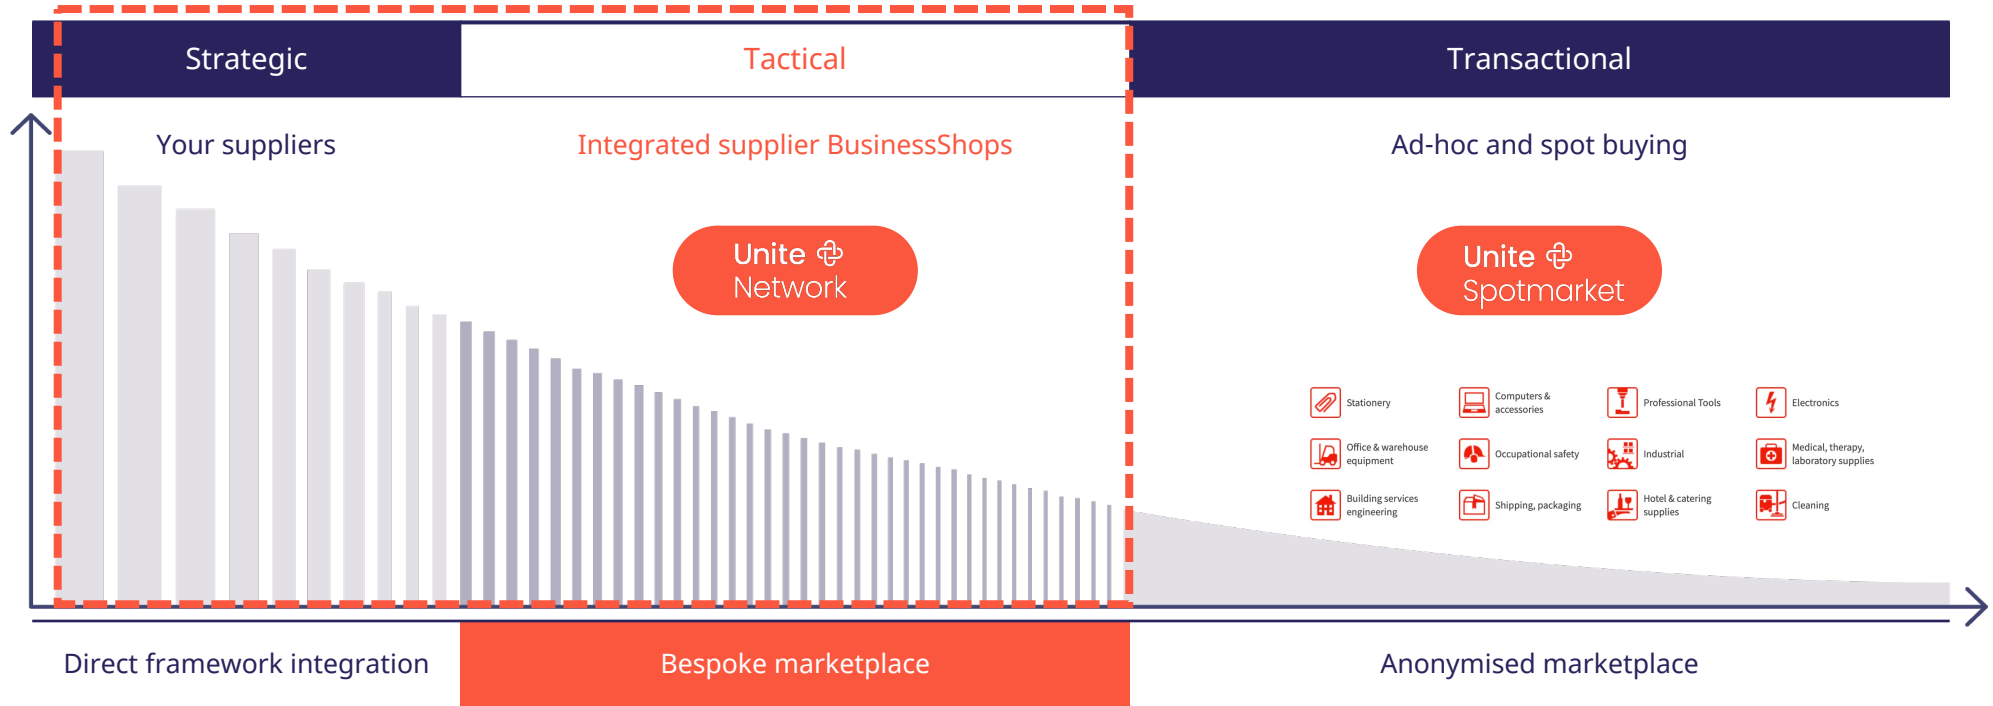 Strategic
Tactical
Transactional
Your suppliers
Integrated supplier BusinessShops
Ad-hoc and spot buying
Unite
Network
Unite
Spotmarket
Stationery
Computers &
accessories
Professional Tools
Electronics
Office & warehouse
equipment
Occupational safety
Industrial
Medical, therapy,
laboratory supplies
Building services
engineering
Shipping, packaging
Hotel & catering
supplies
Cleaning
Direct framework integration
Bespoke marketplace
Anonymised marketplace